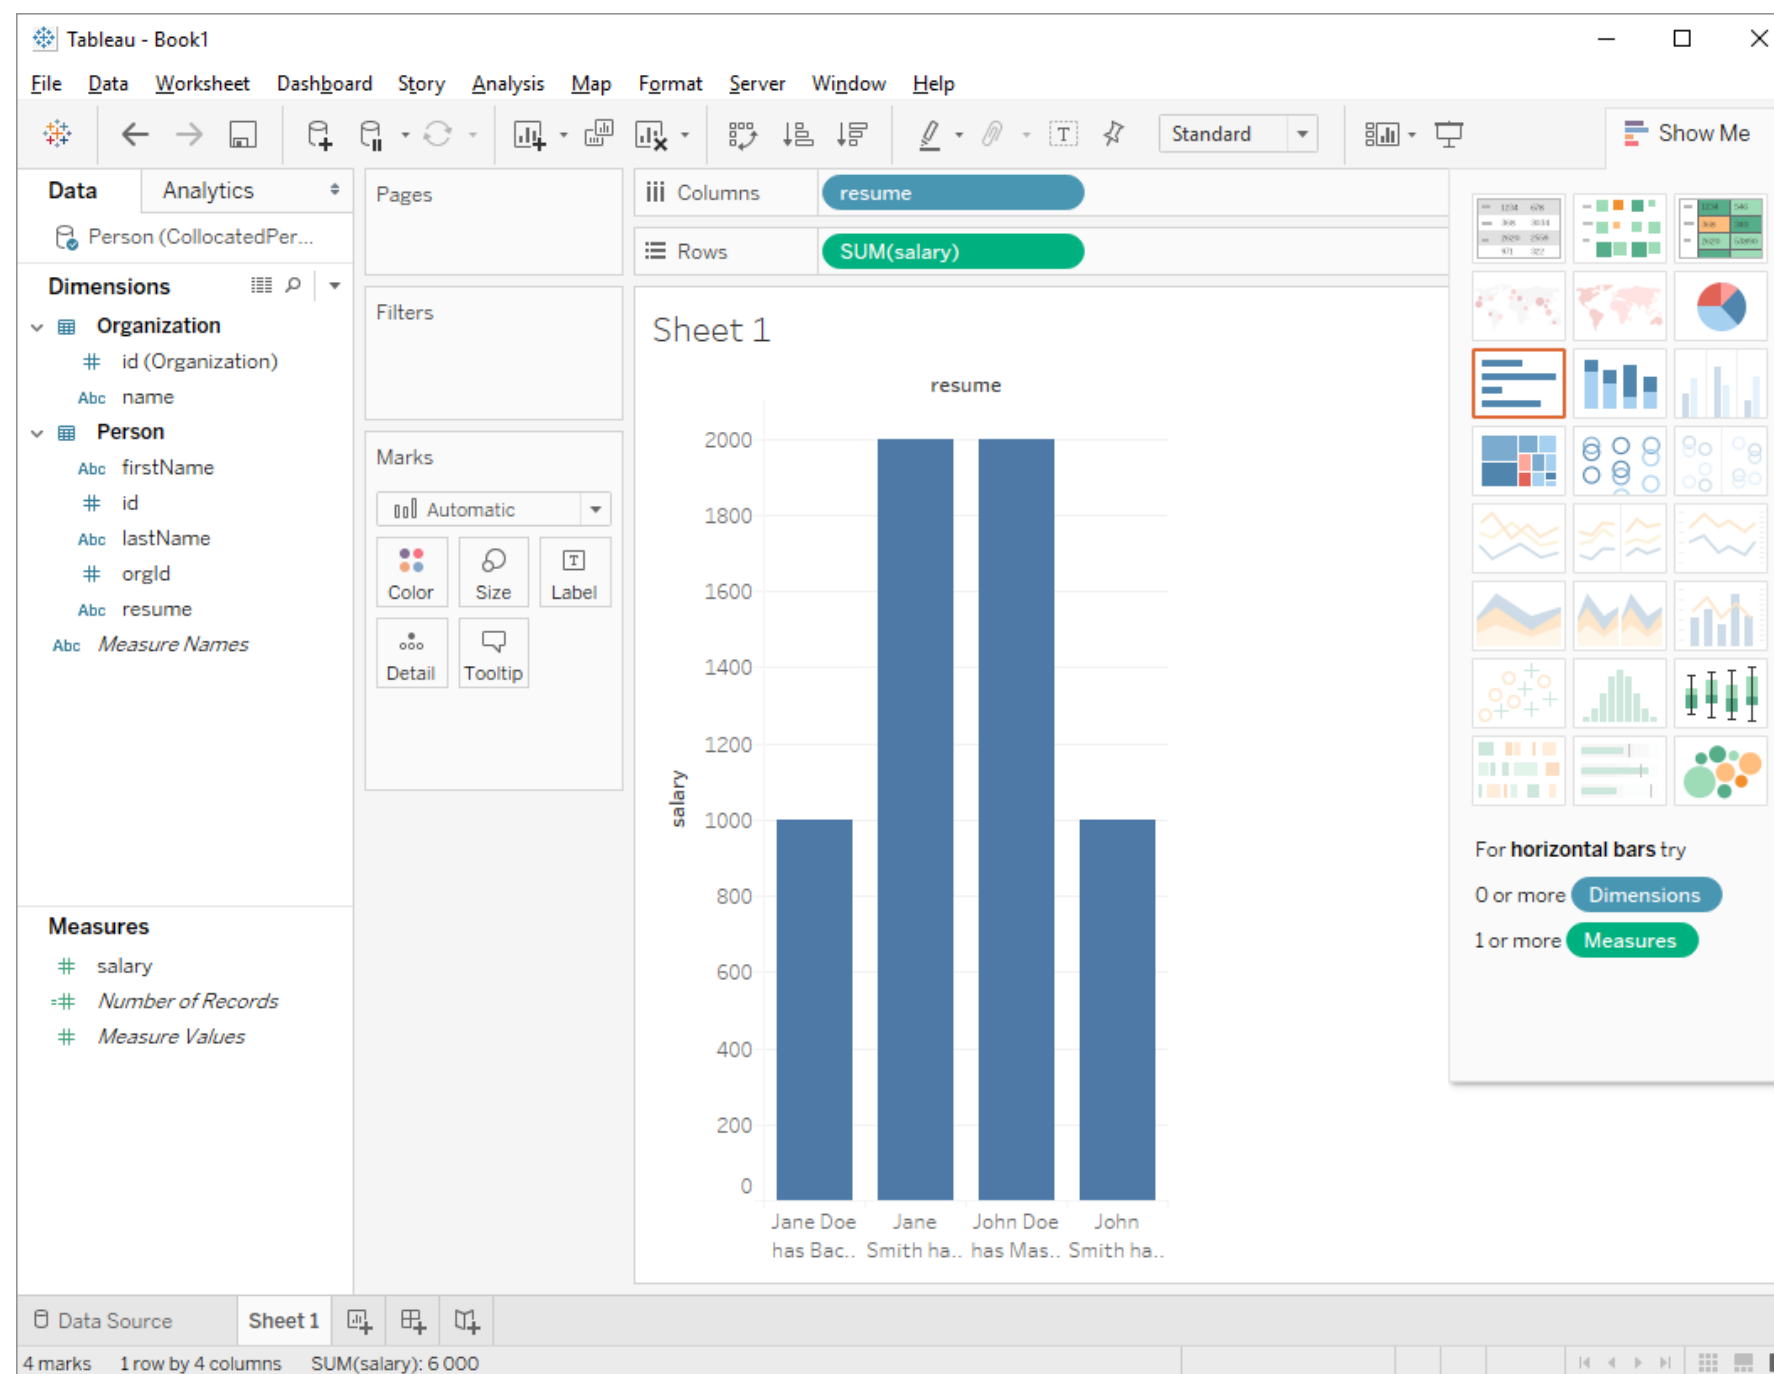 Tableau - Book1
File Data Worksheet Dashboard Story Analysis Map Format Server Window Help
Standard
Show Me
Data Analytics
Person (CollocatedPer...
Dimensions
Organization
id (Organization)
Abc name
Person
Abc firstName
id
Abc lastName
orgId
Abc resume
Abc Measure Names
Measures
salary
Number of Records
Measure Values
Pages
Filters
Marks
Automatic
Color Size Label
Detail Tooltip
Columns resume
Rows SUM(salary)
Sheet 1
resume
salary
2000
1800
1600
1400
1200
1000
800
600
400
200
0
Jane Doe has Bac..
Jane Smith ha..
John Doe has Mas..
John Smith ha..
For horizontal bars try
0 or more Dimensions
1 or more Measures
Data Source Sheet 1
4 marks 1 row by 4 columns SUM(salary): 6 000